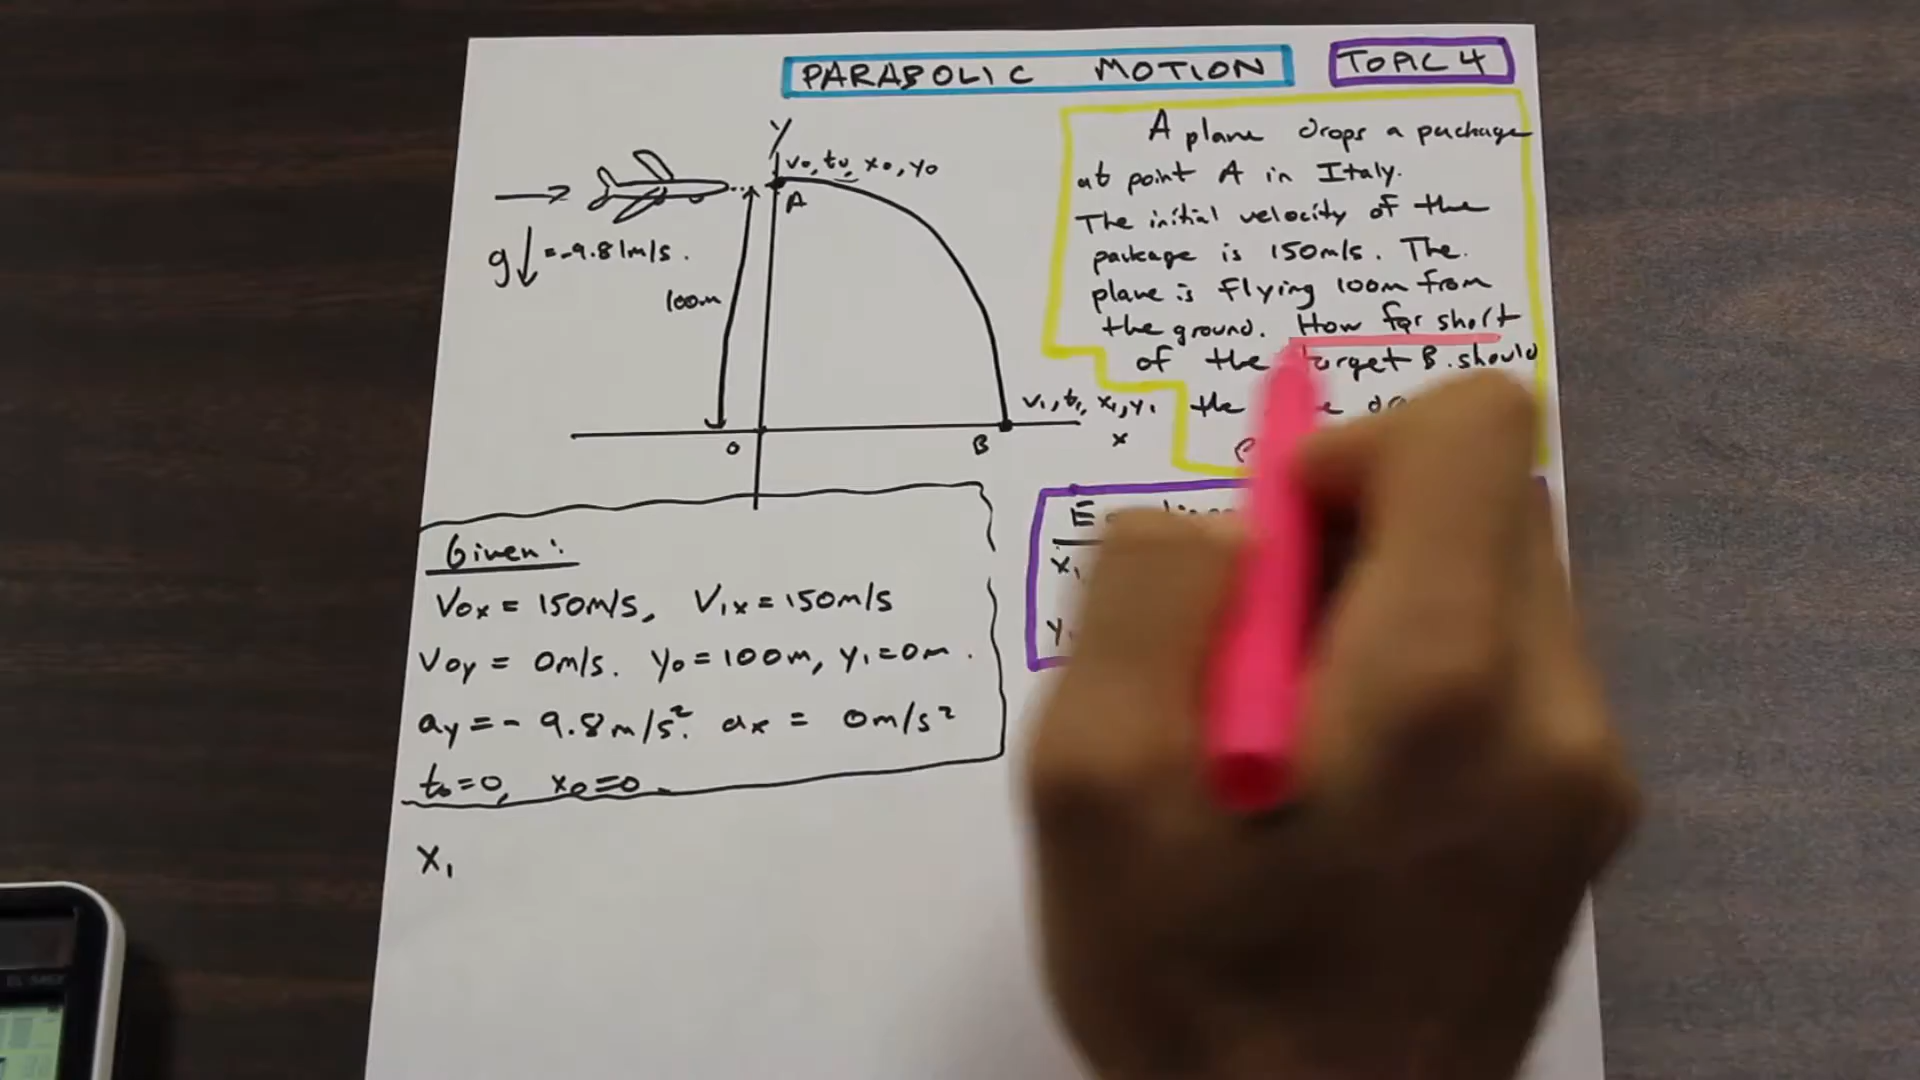 PARABOLIC MOTION
TOPIC 4
A plane drops a puchage
at point A in Italy.
The initial velocity of the
package is 150m/s. The.
plane is flying 100m from
the ground. How far short
of the target B. should
the
y
v0, t0, x0, y0
A
g↓ = -9.81m/s.
100m
v1, t1, x1, y1
x
0
B
Given:
V0x = 150m/s, V1x = 150m/s
V0y = 0m/s. y0 = 100m, y1 = 0m.
ay = - 9.8m/s². ax = 0m/s²
t0 = 0, x0 = 0.
x1
x1
y1